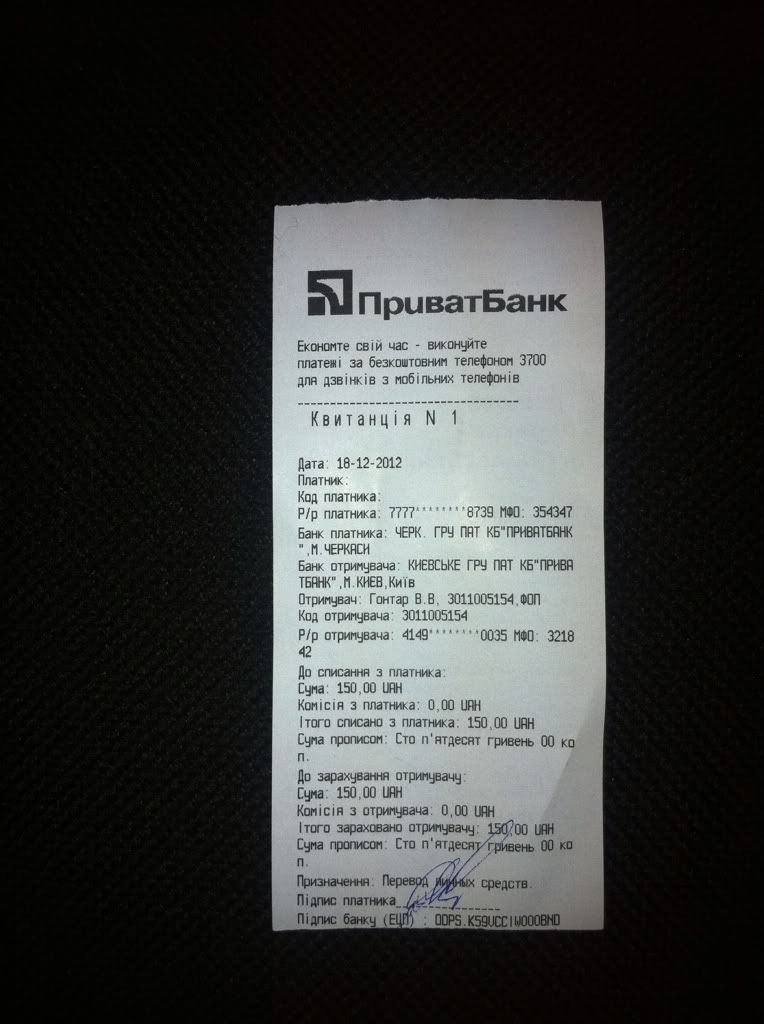 ПриватБанк
Економте свій час - виконуйте
платежі за безкоштовним телефоном 3700
для дзвінків з мобільних телефонів
----------------------------------
Квитанція N 1
Дата: 18-12-2012
Платник:
Код платника:
Р/р платника: 7777********8739 МФО: 354347
Банк платника: ЧЕРК. ГРУ ПАТ КБ"ПРИВАТБАНК
",М.ЧЕРКАСИ
Банк отримувача: КИЕВСЬКЕ ГРУ ПАТ КБ"ПРИВА
ТБАНК",М.КИЕВ,Київ
Отримувач: Гонтар В.В, 3011005154,ФОП
Код отримувача: 3011005154
Р/р отримувача: 4149********0035 МФО: 3218
42
До списання з платника:
Сума: 150,00 UAH
Комісія з платника: 0,00 UAH
Ітого списано з платника: 150,00 UAH
Сума прописом: Сто п'ятдесят гривень 00 ко
п.
До зарахування отримувачу:
Сума: 150,00 UAH
Комісія з отримувача: 0,00 UAH
Ітого зараховано отримувачу: 150,00 UAH
Сума прописом: Сто п'ятдесят гривень 00 ко
п.
Призначення: Перевод личных средств.
Підпис платника________________
Підпис банку (ЕЦП) : ODPS.K59VCCIW000BND